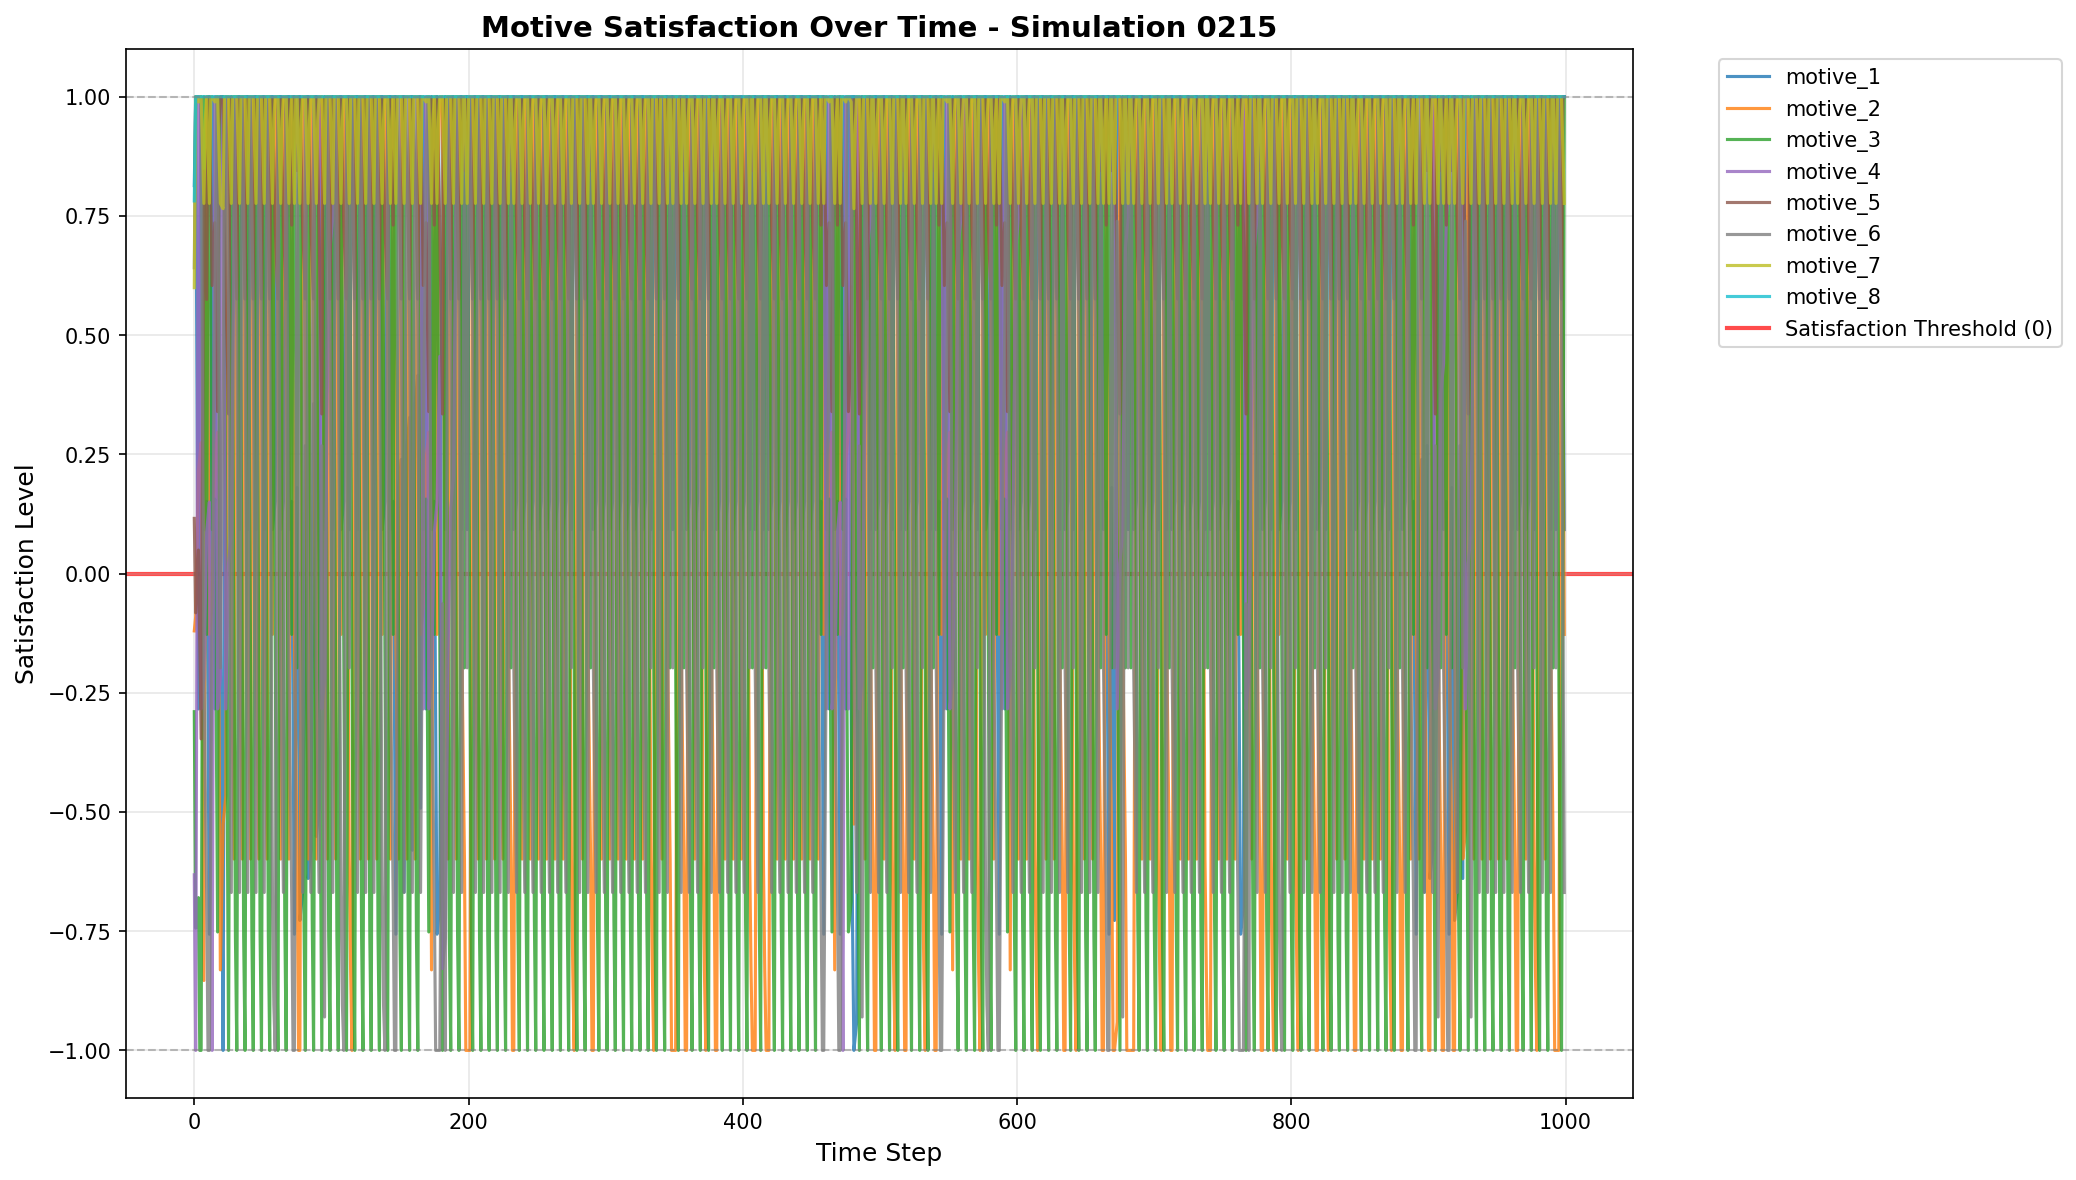 Motive Satisfaction Over Time - Simulation 0215
Satisfaction Level
1.00
0.75
0.50
0.25
0.00
−0.25
−0.50
−0.75
−1.00
0
200
400
600
800
1000
Time Step
motive_1
motive_2
motive_3
motive_4
motive_5
motive_6
motive_7
motive_8
Satisfaction Threshold (0)